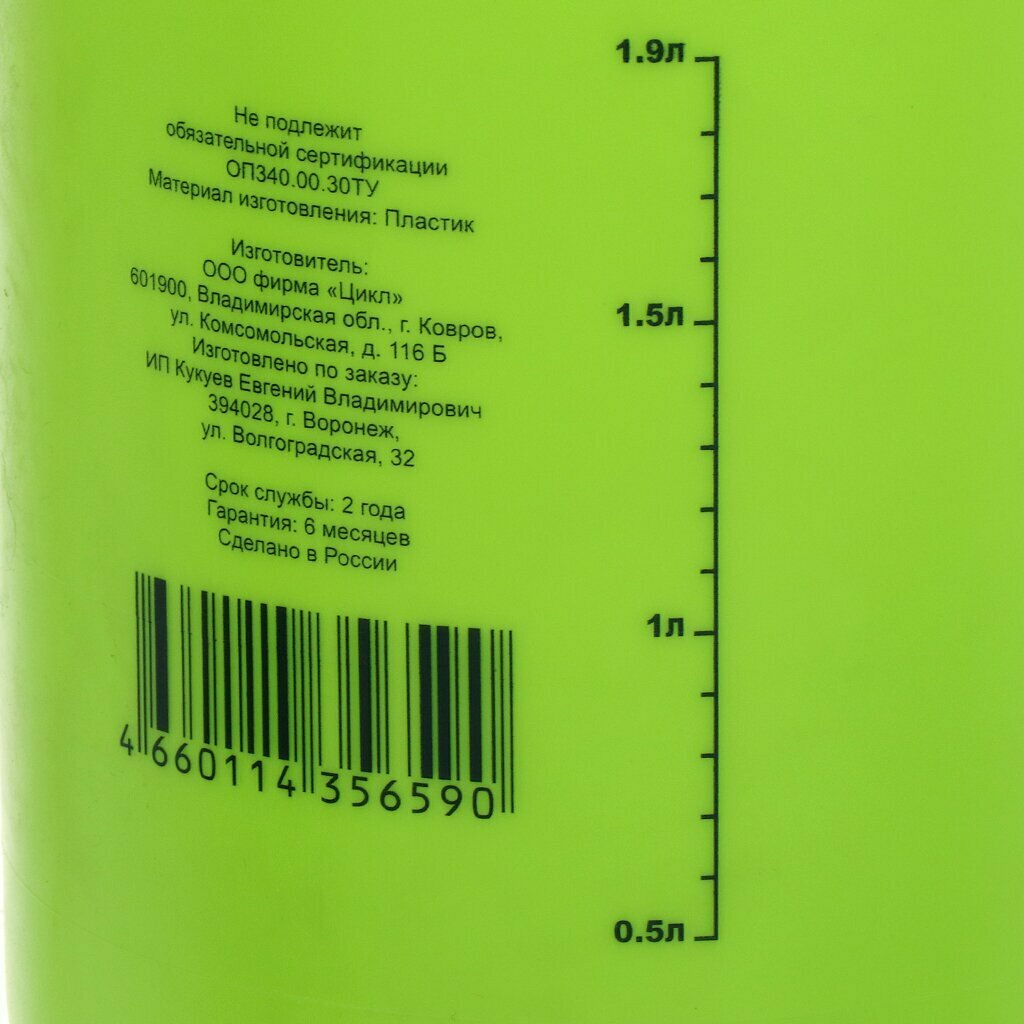 Не подлежит
обязательной сертификации
ОП340.00.30ТУ
Материал изготовления: Пластик
Изготовитель:
ООО фирма «Цикл»
601900, Владимирская обл., г. Ковров,
ул. Комсомольская, д. 116 Б
Изготовлено по заказу:
ИП Кукуев Евгений Владимирович
394028, г. Воронеж,
ул. Волгоградская, 32
Срок службы: 2 года
Гарантия: 6 месяцев
Сделано в России
4 660114 356590
1.9л
1.5л
1л
0.5л